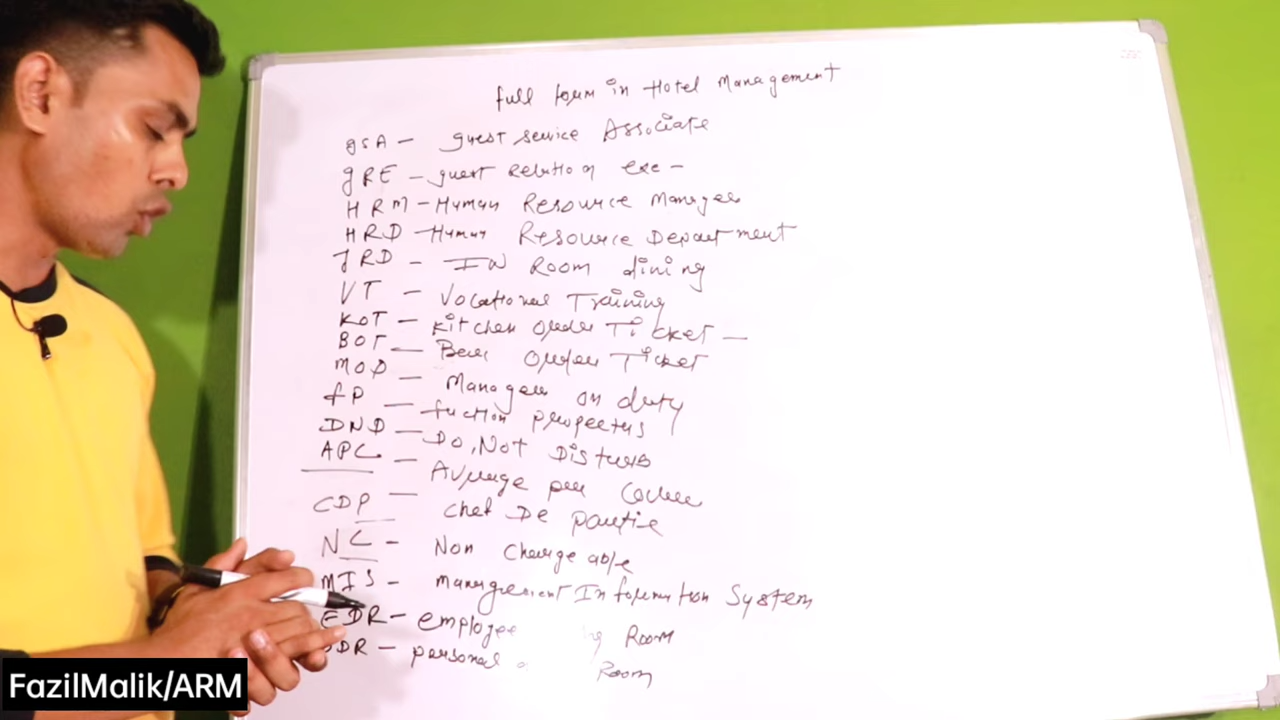 full form in Hotel Management
GSA - guest service Associate
GRE - guest Relation exe -
HRM - Human Resource Manager
HRD - Human Resource Department
IRD - IN Room dining
VT - Vocational Training
KOT - Kitchen Order Ticket -
BOT - Beve Order Ticket
MOD - Manager on duty
FP - fuction prospectus
DND - Do, Not Disturb
APC - Average per Cover
CDP - Chef De partie
NC - Non Chargeable
MIS - management Information System
EDR - employee Room
DR - personal Room
FazilMalik/ARM